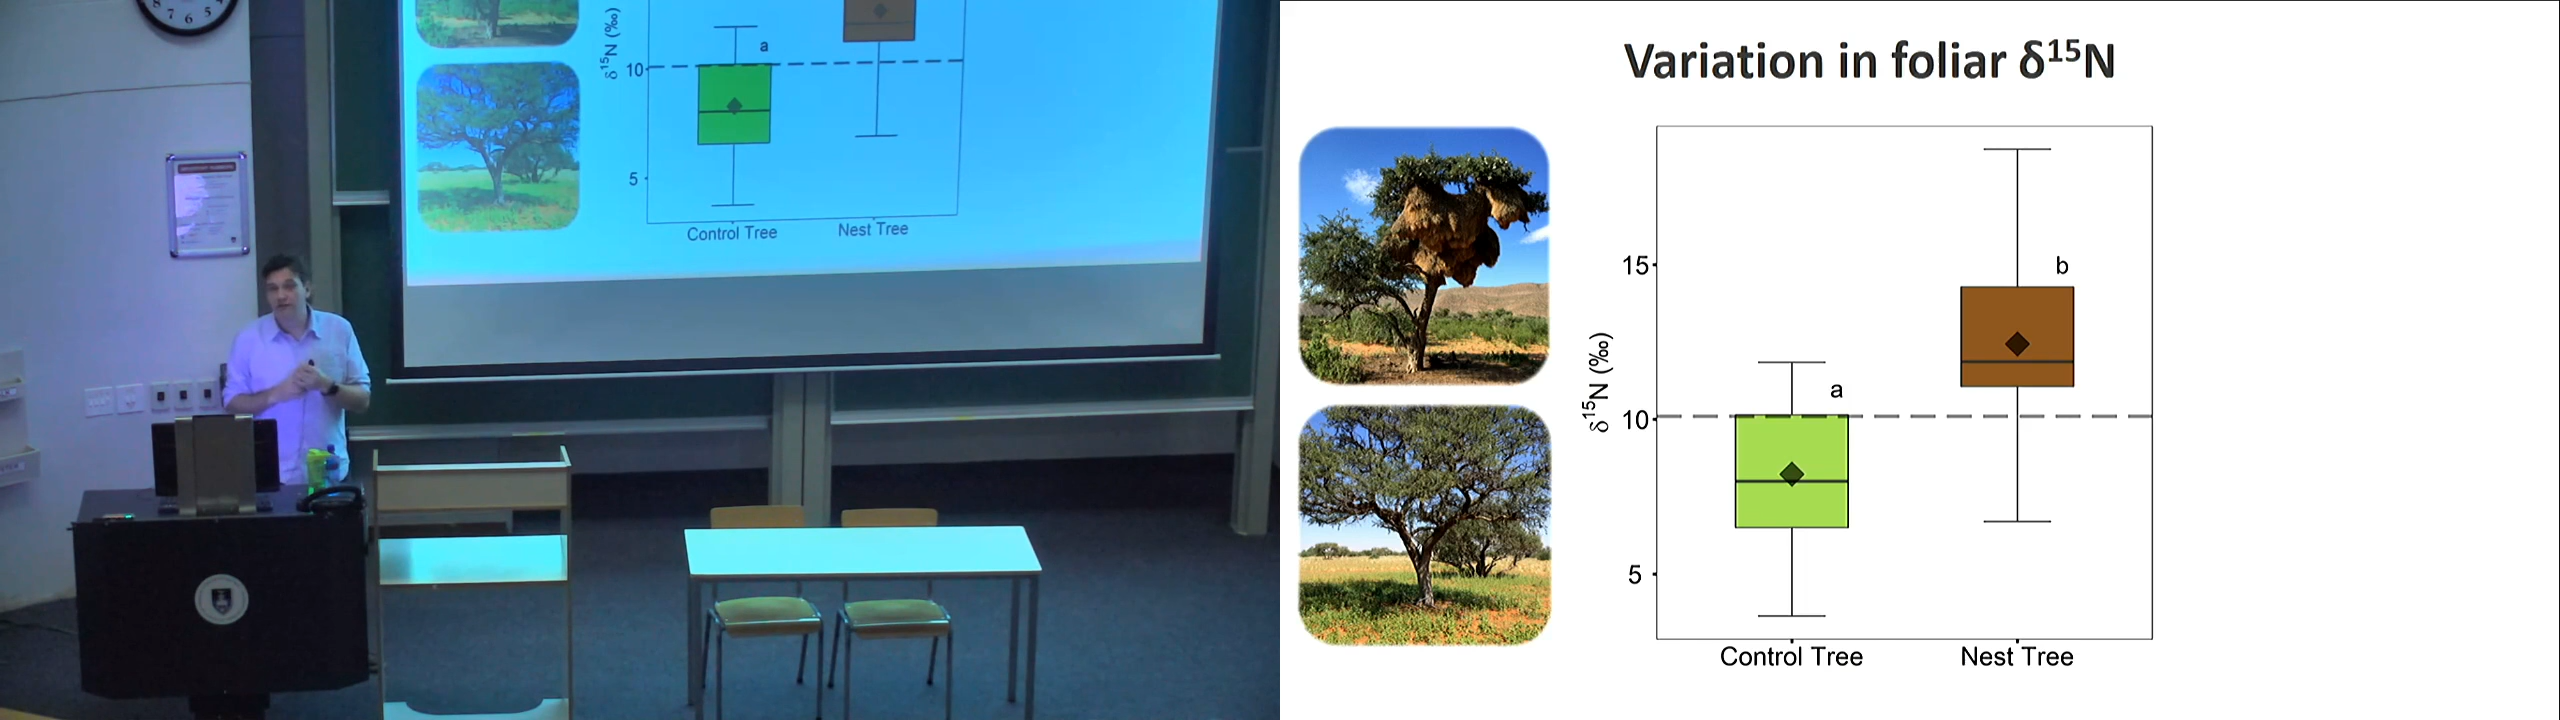 δ15N (‰)
a
10
5
Control Tree
Nest Tree
Variation in foliar δ¹⁵N
δ¹⁵N (‰)
15
10
5
a
b
Control Tree
Nest Tree